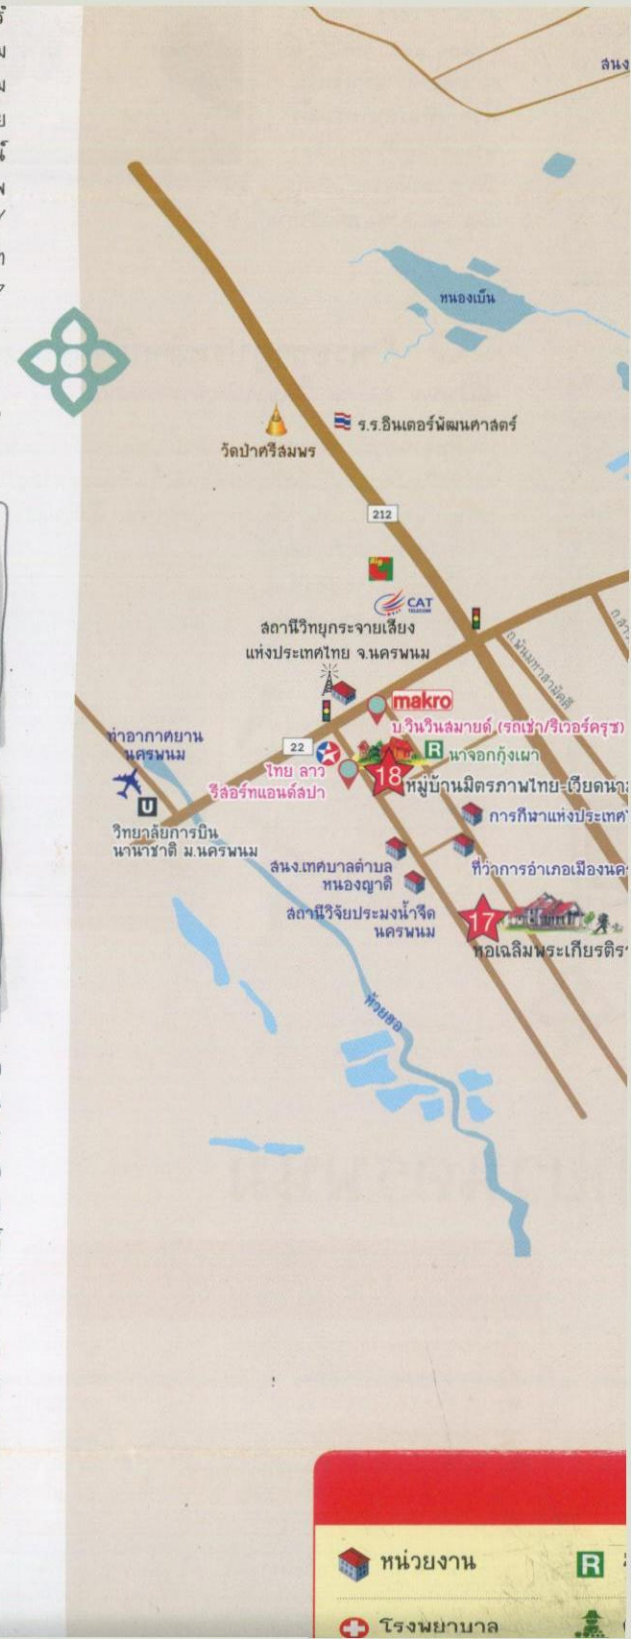 สนง
หนองเบ็น
ร.ร.อินเตอร์พัฒนศาสตร์
วัดป่าศรีสมพร
212
CAT
TELECOM
สถานีวิทยุกระจายเสียง
แห่งประเทศไทย จ.นครพนม
makro
บ.วินวินสมายด์ (รถเช่า/ริเวอร์ครูซ)
22
R นาจอกกุ้งเผา
ท่าอากาศยาน
นครพนม
ไทย ลาว
รีสอร์ทแอนด์สปา
18
หมู่บ้านมิตรภาพไทย-เวียดนา
U
วิทยาลัยการบิน
นานาชาติ ม.นครพนม
การกีฬาแห่งประเทศ
สนง.เทศบาลตำบล
หนองญาติ
ที่ว่าการอำเภอเมืองนค
สถานีวิจัยประมงน้ำจืด
นครพนม
17
หอเฉลิมพระเกียรติรา
ห้วยฮอ
หน่วยงาน
R
โรงพยาบาล